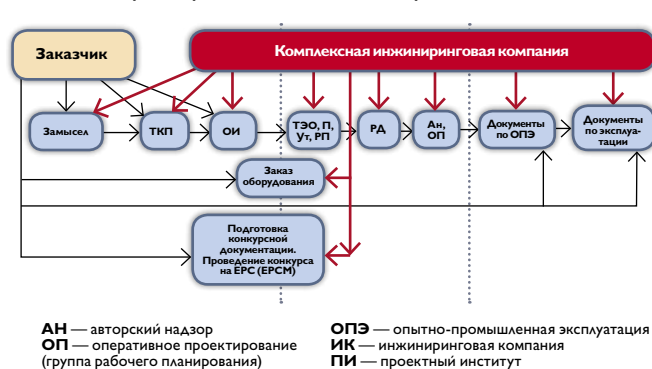 Заказчик
Комплексная инжиниринговая компания
Замысел
ТКП
ОИ
ТЭО, П,
Ут, РП
РД
Ан,
ОП
Документы
по ОПЭ
Документы
по эксплуа-
тации
Заказ
оборудования
Подготовка
конкурсной
документации.
Проведение конкурса
на EPC (EPCM)
АН — авторский надзор
ОП — оперативное проектирование
(группа рабочего планирования)
ОПЭ — опытно-промышленная эксплуатация
ИК — инжиниринговая компания
ПИ — проектный институт